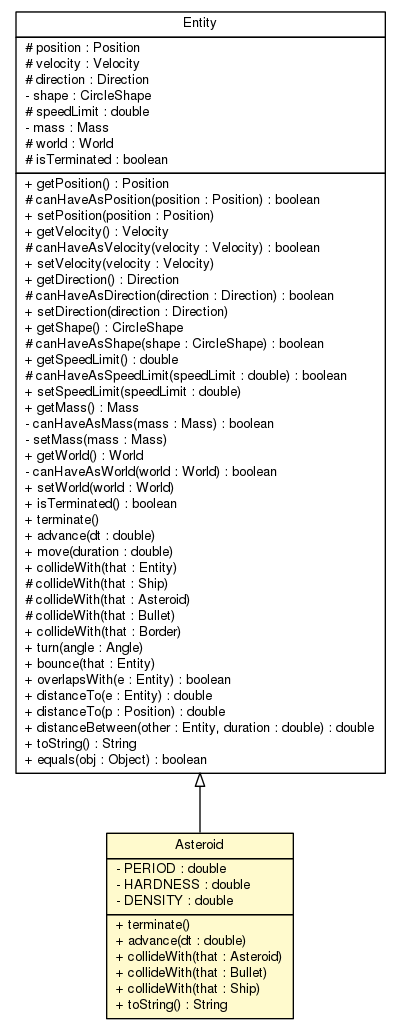 Entity
# position : Position
# velocity : Velocity
# direction : Direction
- shape : CircleShape
# speedLimit : double
- mass : Mass
# world : World
# isTerminated : boolean
+ getPosition() : Position
# canHaveAsPosition(position : Position) : boolean
+ setPosition(position : Position)
+ getVelocity() : Velocity
# canHaveAsVelocity(velocity : Velocity) : boolean
+ setVelocity(velocity : Velocity)
+ getDirection() : Direction
# canHaveAsDirection(direction : Direction) : boolean
+ setDirection(direction : Direction)
+ getShape() : CircleShape
# canHaveAsShape(shape : CircleShape) : boolean
+ getSpeedLimit() : double
# canHaveAsSpeedLimit(speedLimit : double) : boolean
+ setSpeedLimit(speedLimit : double)
+ getMass() : Mass
- canHaveAsMass(mass : Mass) : boolean
- setMass(mass : Mass)
+ getWorld() : World
- canHaveAsWorld(world : World) : boolean
+ setWorld(world : World)
+ isTerminated() : boolean
+ terminate()
+ advance(dt : double)
+ move(duration : double)
+ collideWith(that : Entity)
# collideWith(that : Ship)
# collideWith(that : Asteroid)
# collideWith(that : Bullet)
+ collideWith(that : Border)
+ turn(angle : Angle)
+ bounce(that : Entity)
+ overlapsWith(e : Entity) : boolean
+ distanceTo(e : Entity) : double
+ distanceTo(p : Position) : double
+ distanceBetween(other : Entity, duration : double) : double
+ toString() : String
+ equals(obj : Object) : boolean
Asteroid
- PERIOD : double
- HARDNESS : double
- DENSITY : double
+ terminate()
+ advance(dt : double)
+ collideWith(that : Asteroid)
+ collideWith(that : Bullet)
+ collideWith(that : Ship)
+ toString() : String